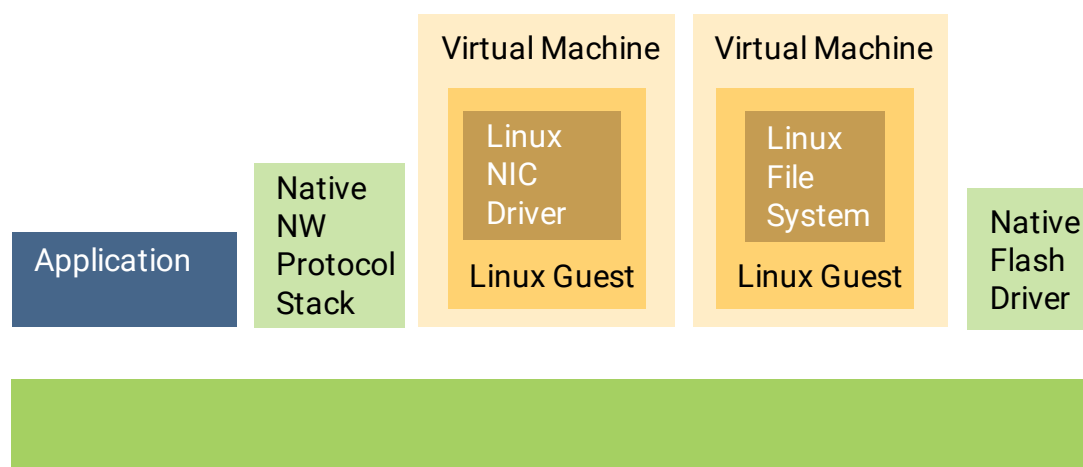 Application
Native
NW
Protocol
Stack
Virtual Machine
Linux
NIC
Driver
Linux Guest
Virtual Machine
Linux
File
System
Linux Guest
Native
Flash
Driver